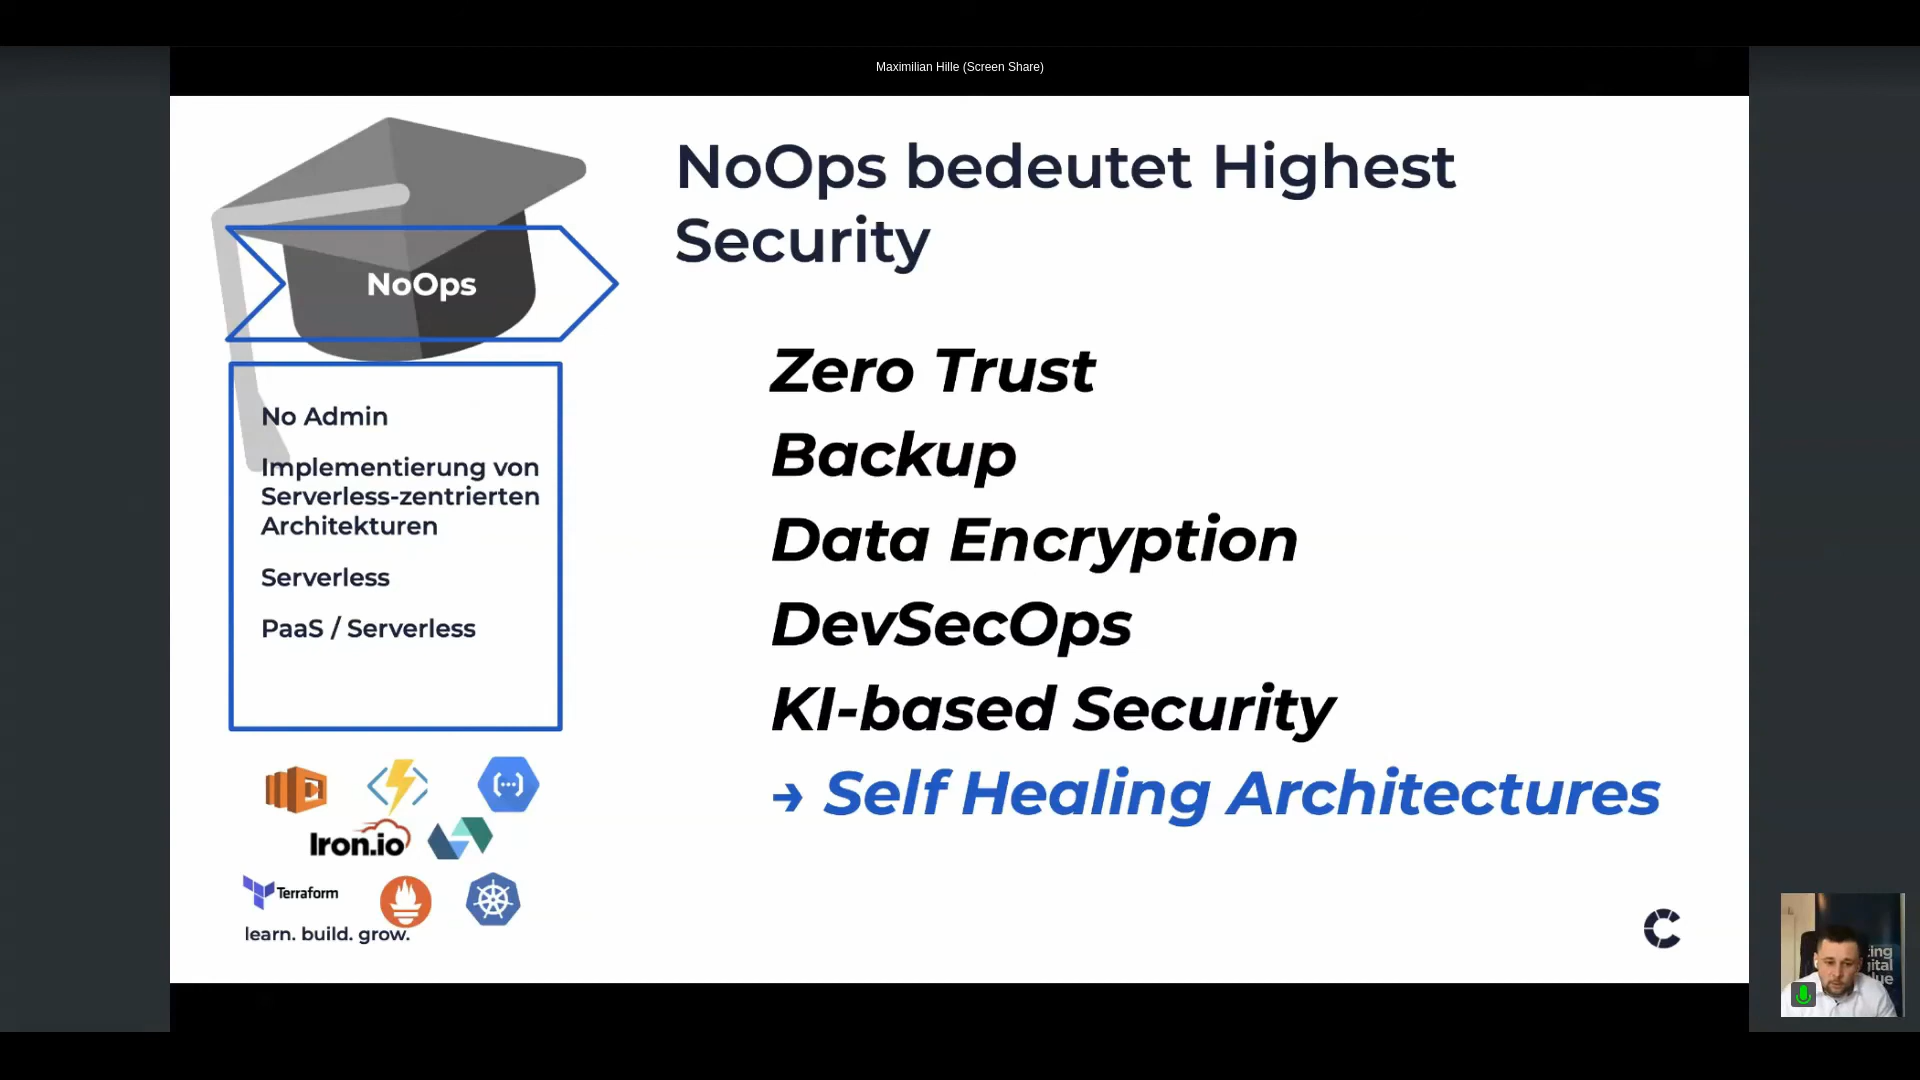 Maximilian Hille (Screen Share)
NoOps bedeutet Highest
Security
NoOps
No Admin
Implementierung von
Serverless-zentrierten
Architekturen
Serverless
PaaS / Serverless
Zero Trust
Backup
Data Encryption
DevSecOps
KI-based Security
→ Self Healing Architectures
Iron.io
Terraform
learn. build. grow.